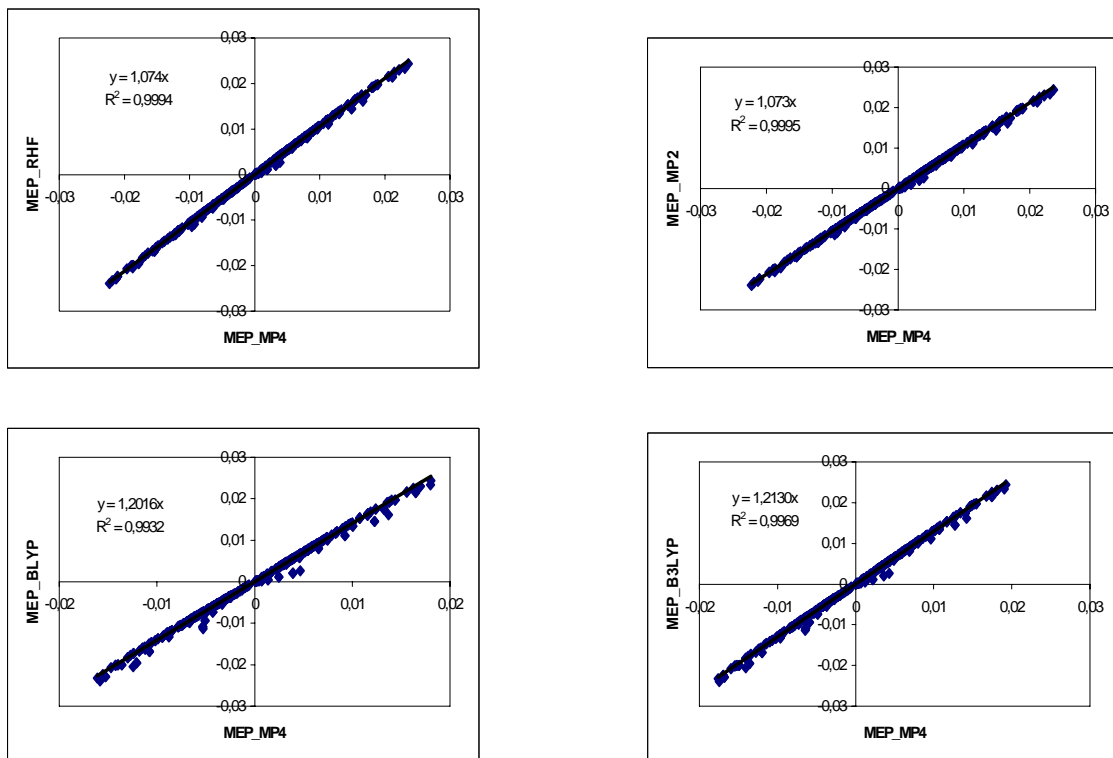 0,03
y = 1,074x
R² = 0,9994
0,02
0,01
0
-0,03 -0,02 -0,01 0 0,01 0,02 0,03
-0,01
-0,02
-0,03
MEP_RHF
MEP_MP4
0,03
y = 1,073x
R² = 0,9995
0,02
0,01
0
-0,03 -0,02 -0,01 0 0,01 0,02 0,03
-0,01
-0,02
-0,03
MEP_MP2
MEP_MP4
0,03
y = 1,2016x
R² = 0,9932
0,02
0,01
0
-0,02 -0,01 0 0,01 0,02
-0,01
-0,02
-0,03
MEP_BLYP
MEP_MP4
0,03
y = 1,2130x
R² = 0,9969
0,02
0,01
0
-0,02 -0,01 0 0,01 0,02 0,03
-0,01
-0,02
-0,03
MEP_B3LYP
MEP_MP4